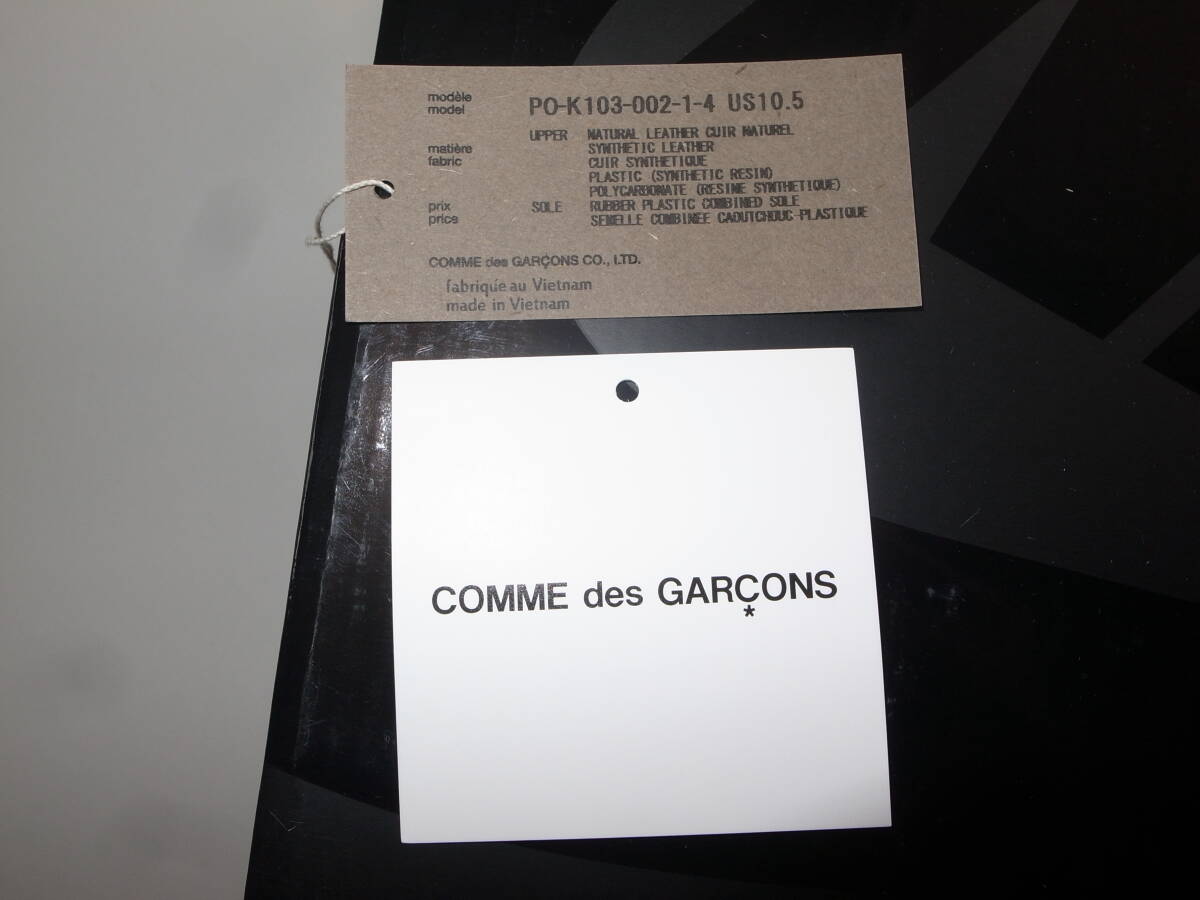 modèle
model
PO-K103-002-1-4 US10.5
UPPER NATURAL LEATHER CUIR NATUREL
matière SYNTHETIC LEATHER
fabric CUIR SYNTHETIQUE
PLASTIC (SYNTHETIC RESIN)
POLYCARBONATE (RESINE SYNTHETIQUE)
prix SOLE RUBBER PLASTIC COMBINED SOLE
price SEMELLE COMBINEE CAOUTCHOUC-PLASTIQUE
COMME des GARÇONS CO., LTD.
fabriqúe au Vietnam
made in Vietnam
COMME des GARÇONS
*